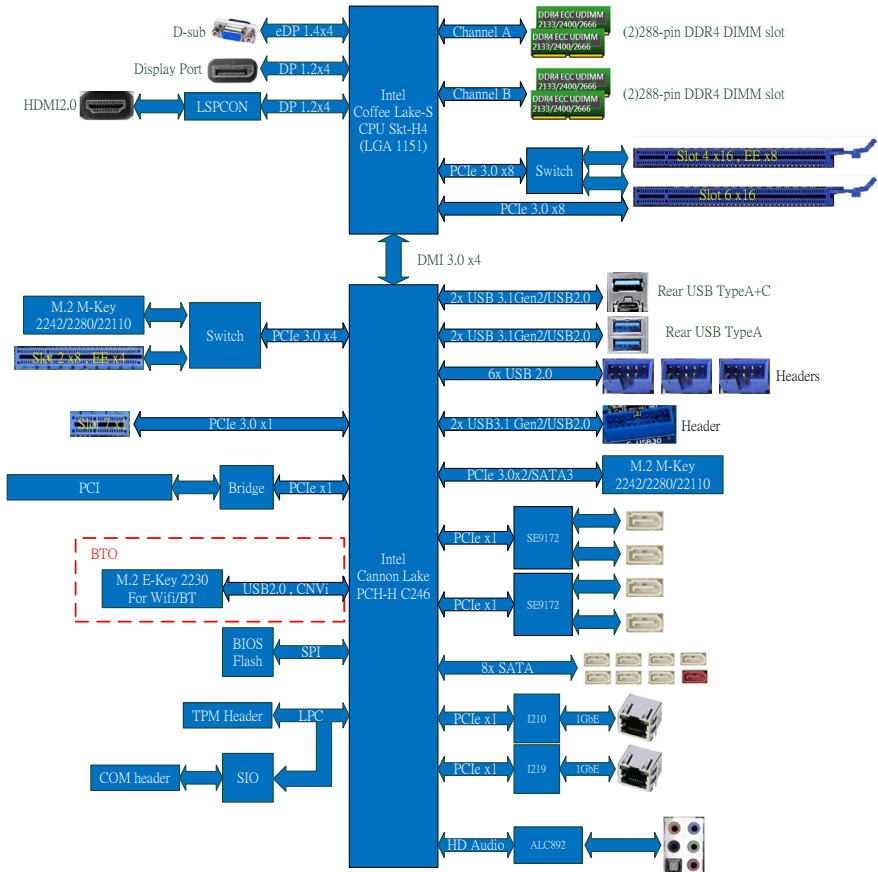 D-sub
eDP 1.4x4
Display Port
DP 1.2x4
HDMI2.0
LSPCON
DP 1.2x4
Intel
Coffee Lake-S
CPU Skt-H4
(LGA 1151)
Channel A
DDR4 ECC UDIMM
2133/2400/2666
DDR4 ECC UDIMM
2133/2400/2666
(2)288-pin DDR4 DIMM slot
Channel B
DDR4 ECC UDIMM
2133/2400/2666
DDR4 ECC UDIMM
2133/2400/2666
(2)288-pin DDR4 DIMM slot
PCIe 3.0 x8
Switch
Slot 4 x16 , EE x8
PCIe 3.0 x8
Slot 6 x16
DMI 3.0 x4
M.2 M-Key
2242/2280/22110
Slot 2 x8 , EE x4
Switch
PCIe 3.0 x4
Slot 7 x1
PCIe 3.0 x1
PCI
Bridge
PCIe x1
BTO
M.2 E-Key 2230
For Wifi/BT
USB2.0 , CNVi
BIOS
Flash
SPI
TPM Header
LPC
COM header
SIO
Intel
Cannon Lake
PCH-H C246
2x USB 3.1Gen2/USB2.0
Rear USB TypeA+C
2x USB 3.1Gen2/USB2.0
Rear USB TypeA
6x USB 2.0
Headers
2x USB3.1 Gen2/USB2.0
Header
PCIe 3.0x2/SATA3
M.2 M-Key
2242/2280/22110
PCIe x1
SE9172
PCIe x1
SE9172
8x SATA
PCIe x1
I210
1GbE
PCIe x1
I219
1GbE
HD Audio
ALC892